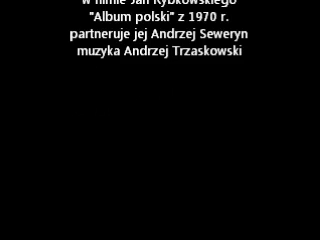 w filmie Jan Rybkowskiego
"Album polski" z 1970 r.
partneruje jej Andrzej Seweryn
muzyka Andrzej Trzaskowski